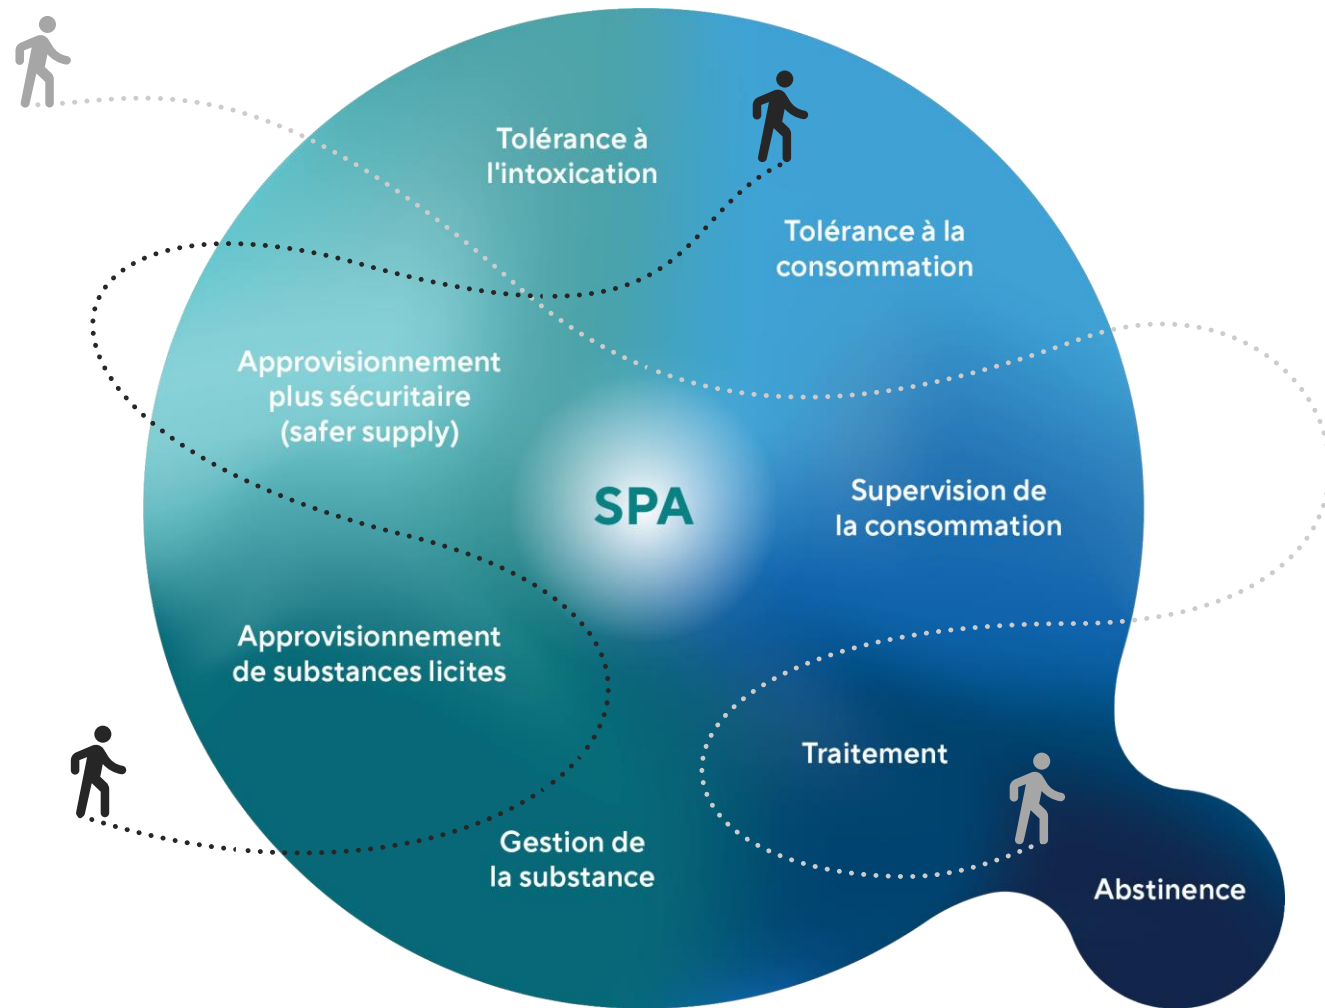 Tolérance à
l'intoxication
Tolérance à la
consommation
Approvisionnement
plus sécuritaire
(safer supply)
SPA
Supervision de
la consommation
Approvisionnement
de substances licites
Traitement
Gestion de
la substance
Abstinence